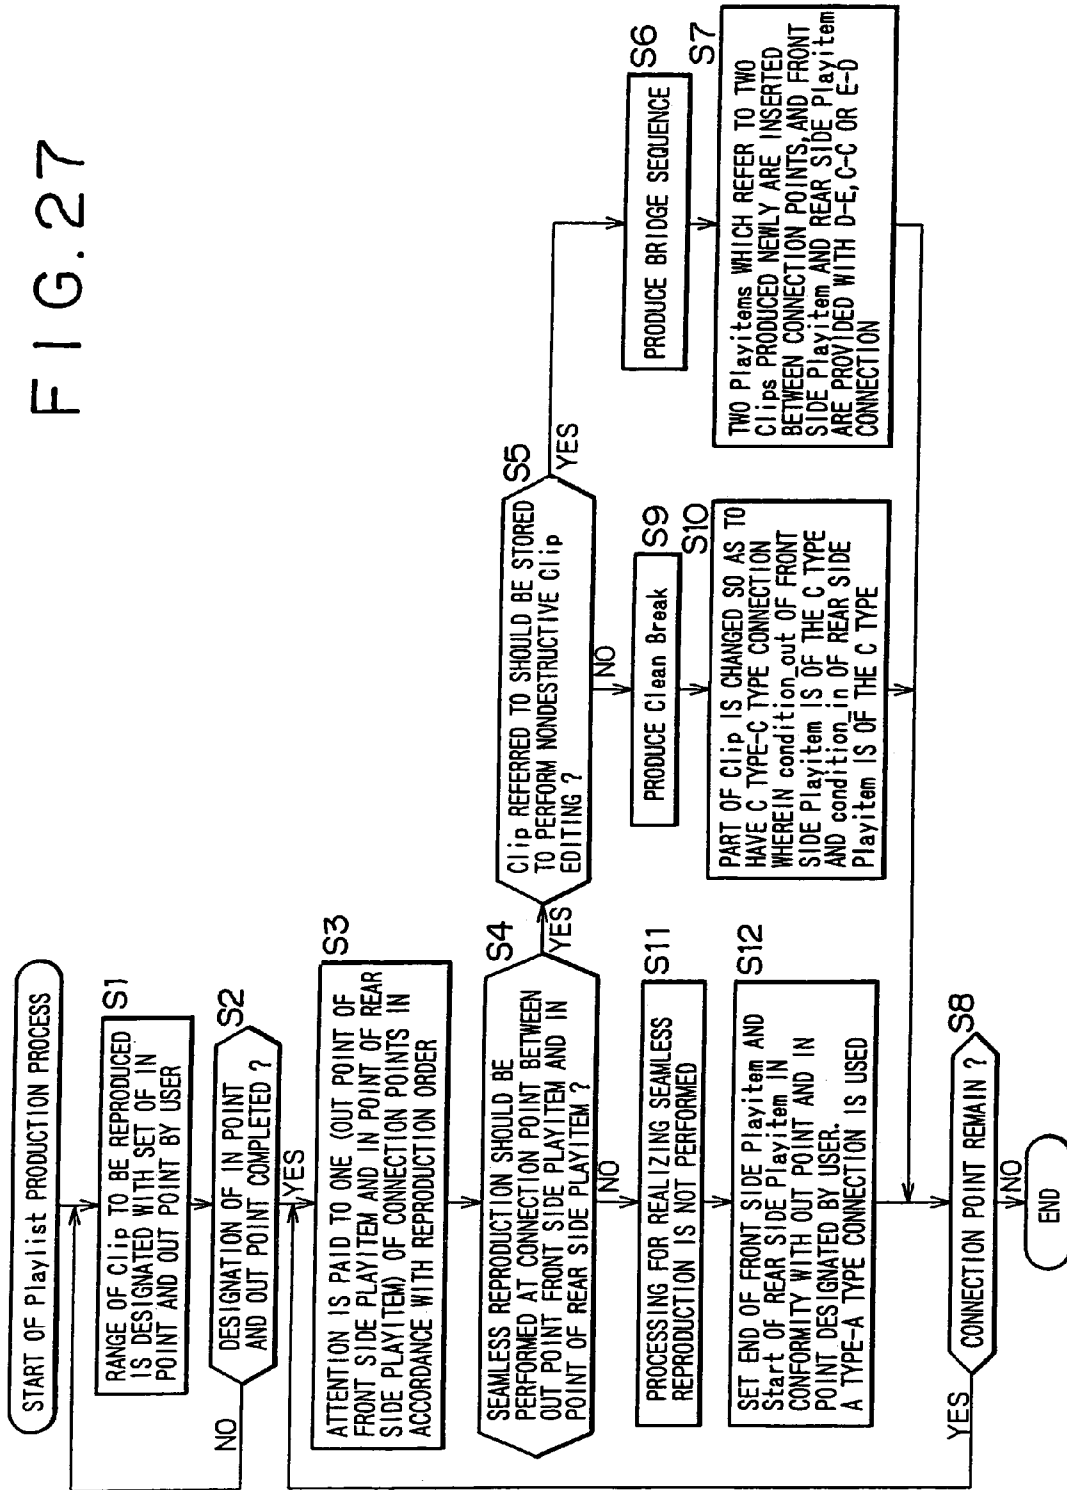 FIG.27
START OF Playlist PRODUCTION PROCESS
S1
RANGE OF Clip TO BE REPRODUCED
IS DESIGNATED WITH SET OF IN
POINT AND OUT POINT BY USER
S2
DESIGNATION OF IN POINT
AND OUT POINT COMPLETED ?
NO
YES
S3
ATTENTION IS PAID TO ONE (OUT POINT OF
FRONT SIDE PLAYITEM AND IN POINT OF REAR
SIDE PLAYITEM) OF CONNECTION POINTS IN
ACCORDANCE WITH REPRODUCTION ORDER
S4
SEAMLESS REPRODUCTION SHOULD BE
PERFORMED AT CONNECTION POINT BETWEEN
OUT POINT FRONT SIDE PLAYITEM AND IN
POINT OF REAR SIDE PLAYITEM ?
YES
NO
S5
Clip REFERRED TO SHOULD BE STORED
TO PERFORM NONDESTRUCTIVE Clip
EDITING ?
YES
NO
S6
PRODUCE BRIDGE SEQUENCE
S7
TWO Playitems WHICH REFER TO TWO
Clips PRODUCED NEWLY ARE INSERTED
BETWEEN CONNECTION POINTS, AND FRONT
SIDE Playitem AND REAR SIDE Playitem
ARE PROVIDED WITH D-E, C-C OR E-D
CONNECTION
S9
PRODUCE Clean Break
S10
PART OF Clip IS CHANGED SO AS TO
HAVE C TYPE-C TYPE CONNECTION
WHEREIN condition_out OF FRONT
SIDE Playitem IS OF THE C TYPE
AND condition_in OF REAR SIDE
Playitem IS OF THE C TYPE
S11
PROCESSING FOR REALIZING SEAMLESS
REPRODUCTION IS NOT PERFORMED
S12
SET END OF FRONT SIDE Playitem AND
Start OF REAR SIDE Playitem IN
CONFORMITY WITH OUT POINT AND IN
POINT DESIGNATED BY USER.
A TYPE-A TYPE CONNECTION IS USED
S8
CONNECTION POINT REMAIN ?
YES
NO
END